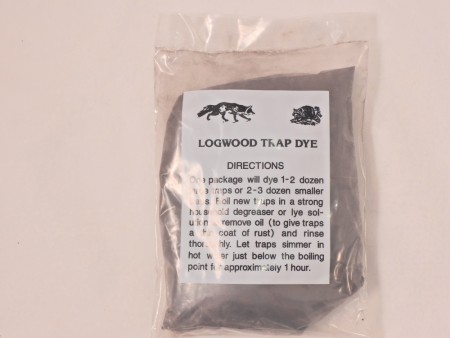 LOGWOOD TRAP DYE
DIRECTIONS
One package will dye 1-2 dozen
traps or 2-3 dozen smaller
Boil new traps in a strong
household degreaser or lye sol-
remove oil (to give traps
a coat of rust) and rinse
thoroughly. Let traps simmer in
hot water just below the boiling
point for approximately 1 hour.